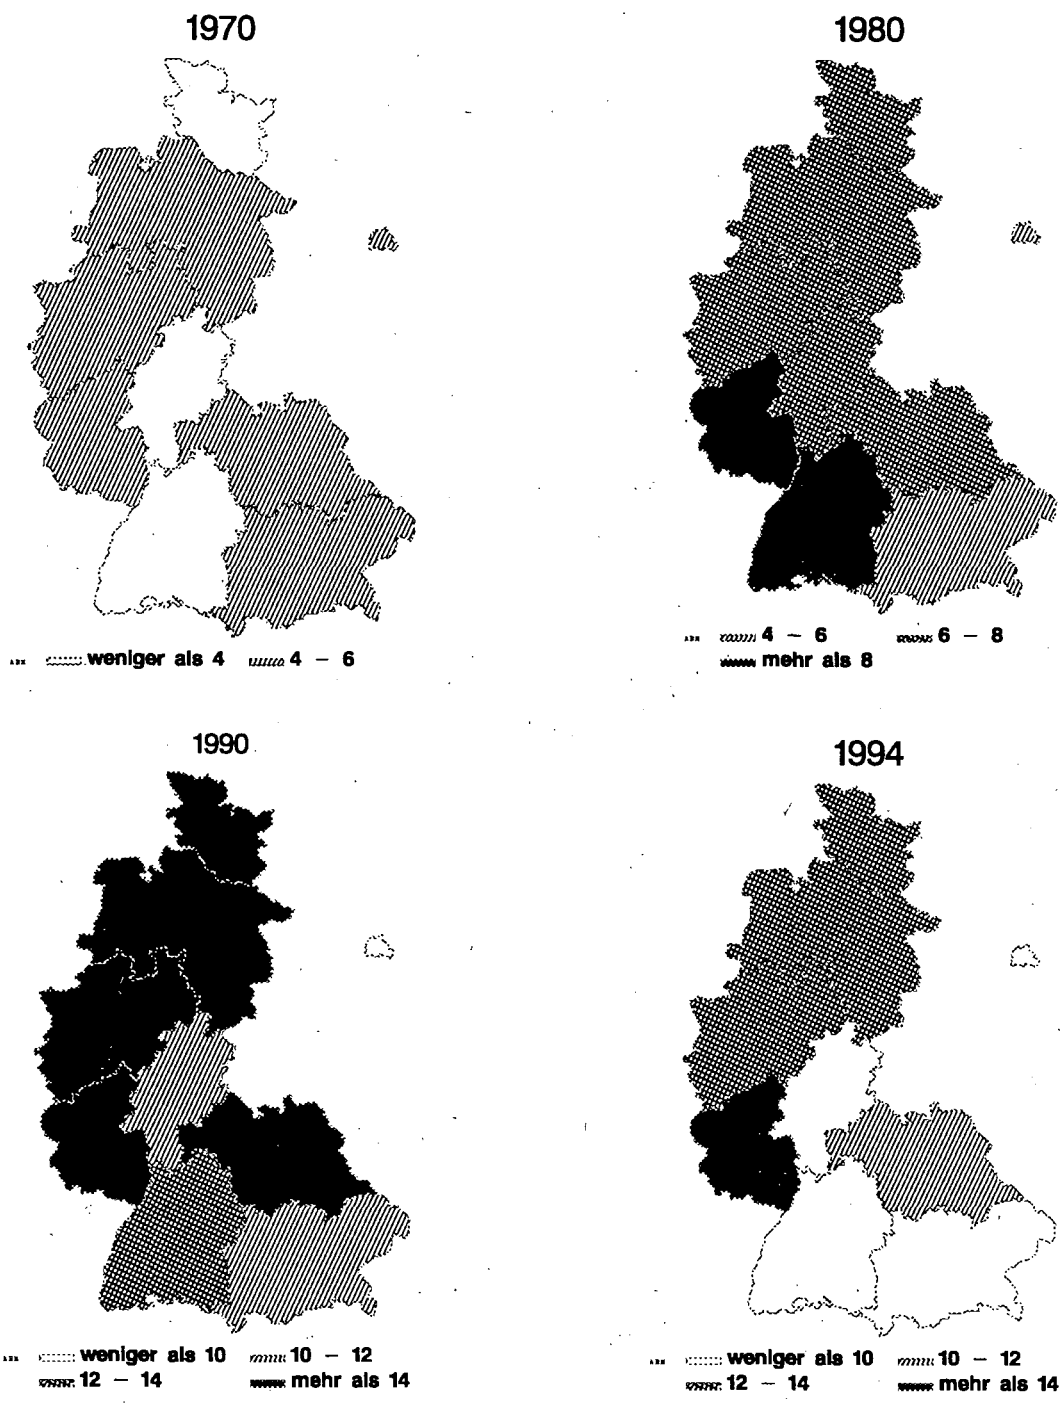 1970
1980
weniger als 4 4 – 6
4 – 6 6 – 8
mehr als 8
1990
1994
weniger als 10 10 – 12
12 – 14 mehr als 14
weniger als 10 10 – 12
12 – 14 mehr als 14